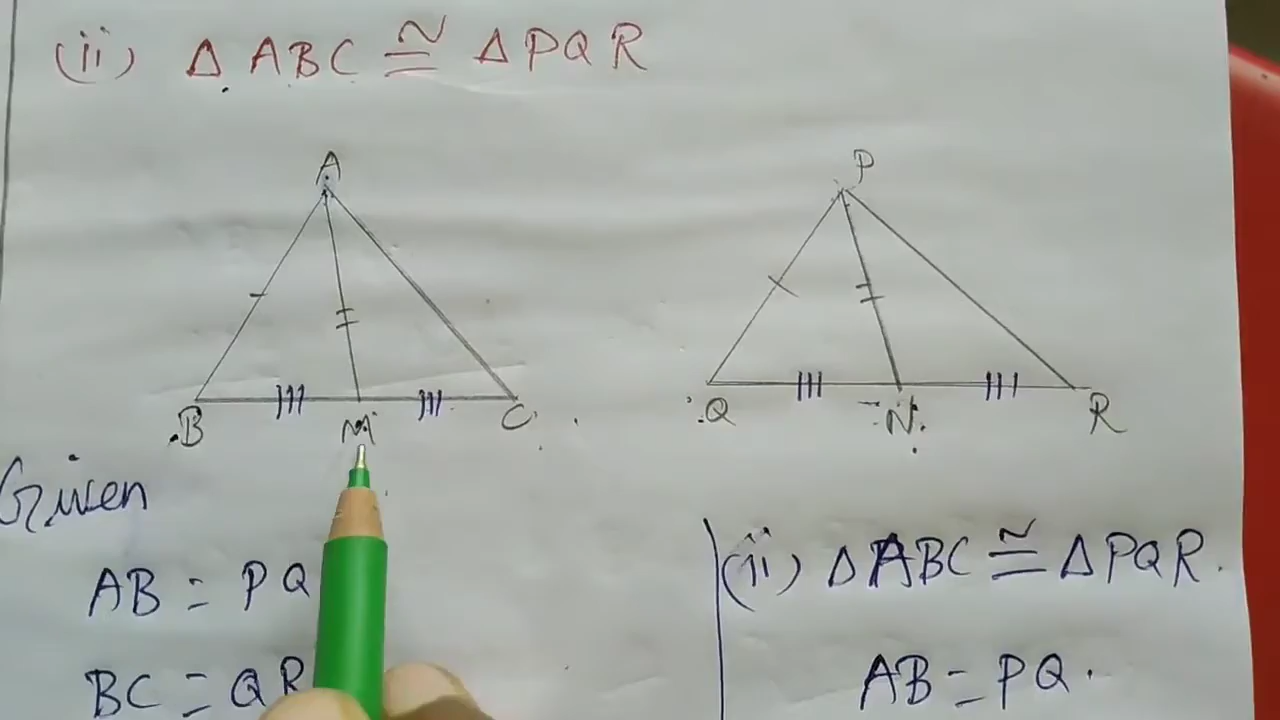 (ii) Δ ABC ≅ Δ PQR
A
P
B
M
C
Q
N
R
Given
AB = PQ
BC = QR
(ii) Δ ABC ≅ Δ PQR.
AB = PQ.